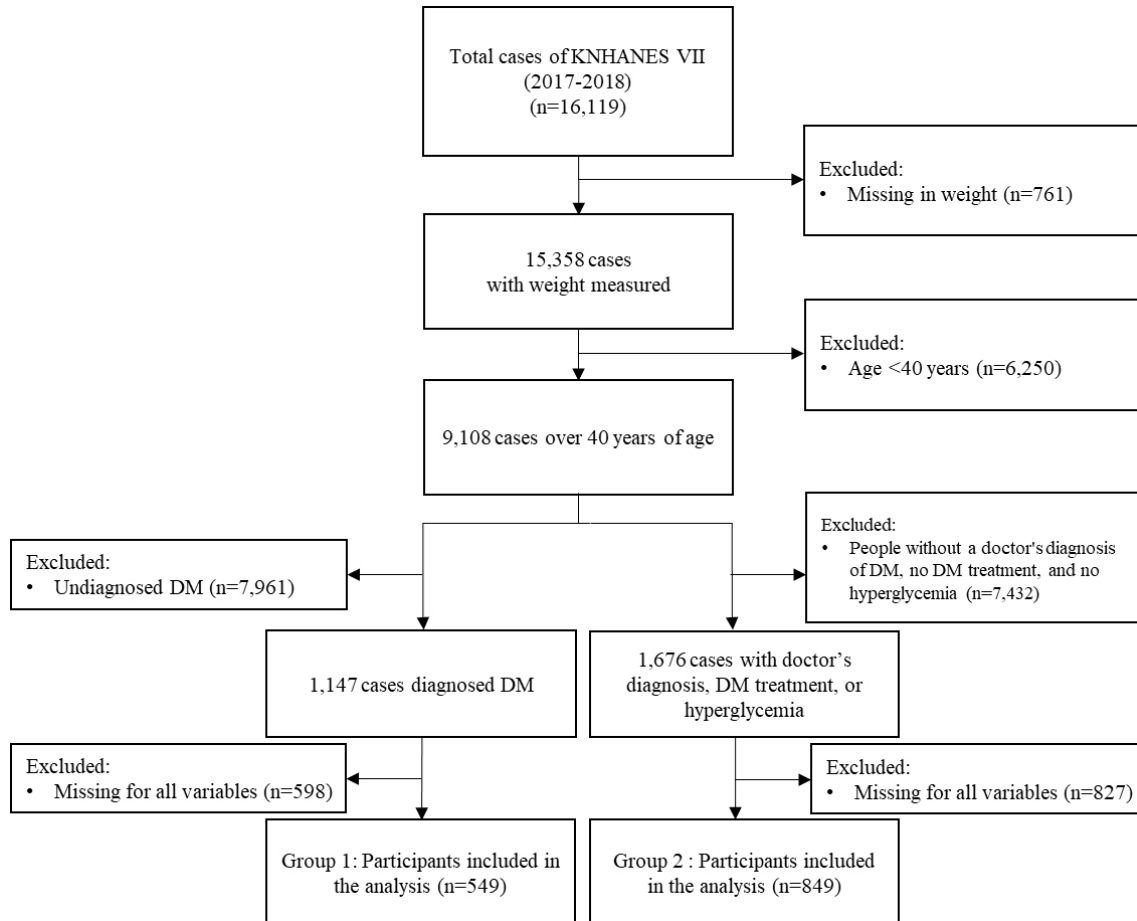 Total cases of KNHANES VII
(2017-2018)
(n=16,119)
Excluded:
• Missing in weight (n=761)
15,358 cases
with weight measured
Excluded:
• Age <40 years (n=6,250)
9,108 cases over 40 years of age
Excluded:
• Undiagnosed DM (n=7,961)
Excluded:
• People without a doctor's diagnosis
of DM, no DM treatment, and no
hyperglycemia (n=7,432)
1,147 cases diagnosed DM
1,676 cases with doctor’s
diagnosis, DM treatment, or
hyperglycemia
Excluded:
• Missing for all variables (n=598)
Excluded:
• Missing for all variables (n=827)
Group 1: Participants included in
the analysis (n=549)
Group 2 : Participants included
in the analysis (n=849)